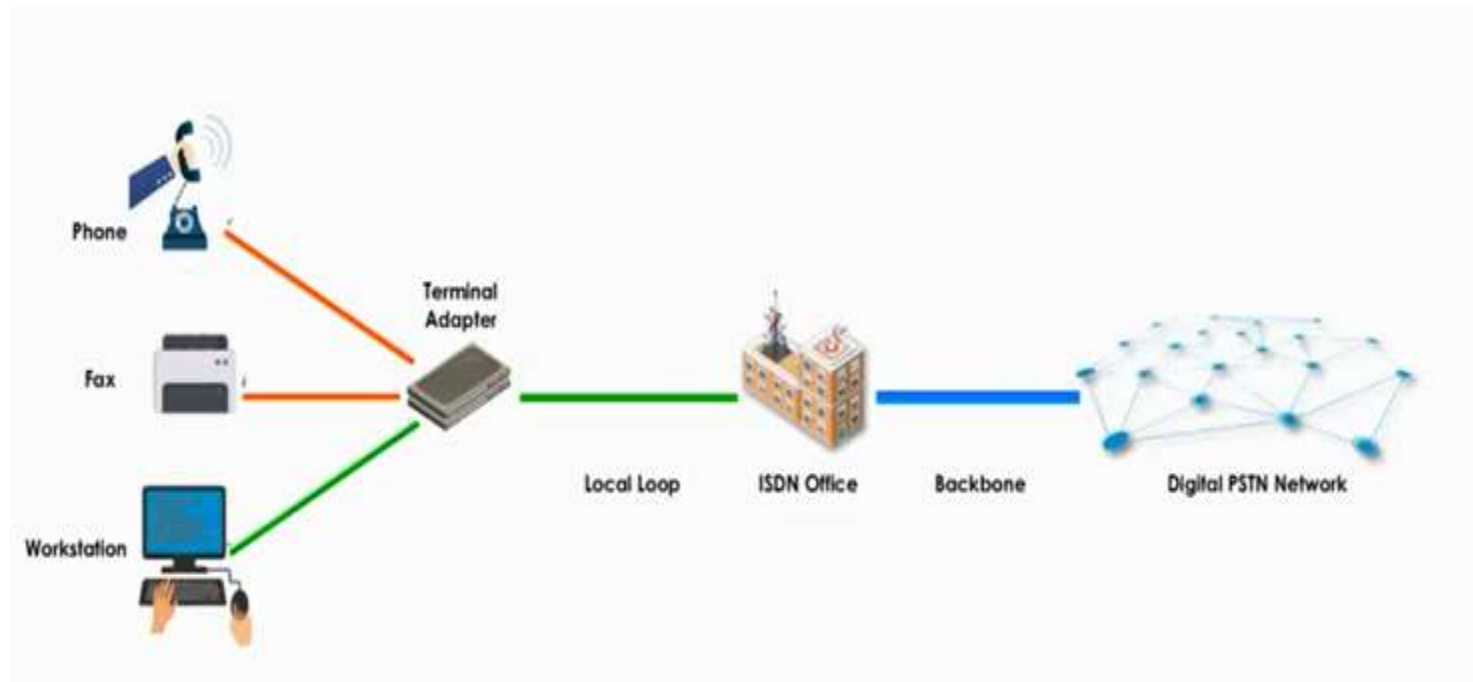 Phone
Terminal
Adapter
Fax
Local Loop
ISDN Office
Backbone
Digital PSTN Network
Workstation